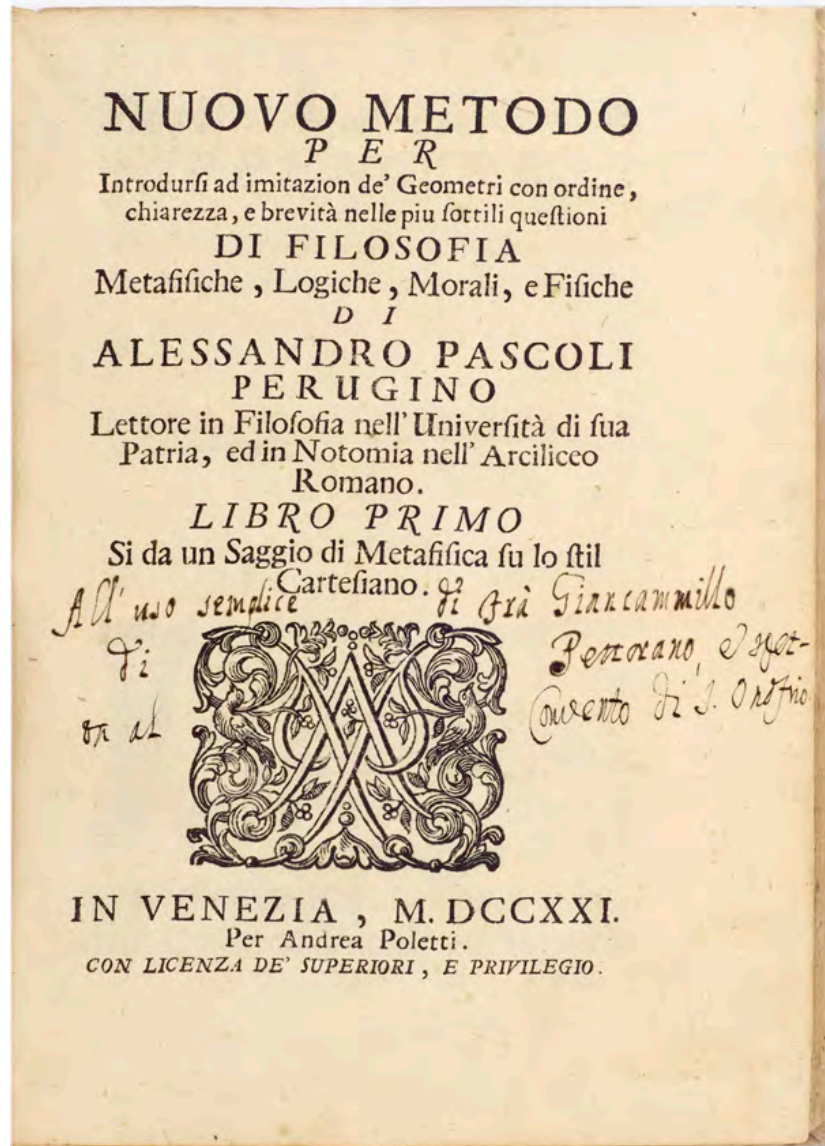 NUOVO METODO
PER
Introdurſi ad imitazion de' Geometri con ordine,
chiarezza, e brevità nelle piu ſottili queſtioni
DI FILOSOFIA
Metafiſiche, Logiche, Morali, e Fiſiche
DI
ALESSANDRO PASCOLI
PERUGINO
Lettore in Filoſofia nell' Univerſità di ſua
Patria, ed in Notomia nell' Arciliceo
Romano.
LIBRO PRIMO
Si da un Saggio di Metafiſica ſu lo ſtil
Carteſiano.
All' uso semplice di frà Giancammillo
di
on al Convento di S. Onofrio
IN VENEZIA, M. DCCXXI.
Per Andrea Poletti.
CON LICENZA DE' SUPERIORI, E PRIVILEGIO.